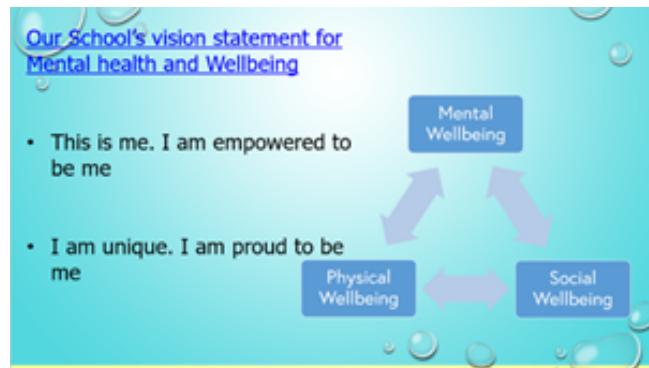 Our School's vision statement for
Mental health and Wellbeing
• This is me. I am empowered to
be me
• I am unique. I am proud to be
me
Mental
Wellbeing
Physical
Wellbeing
Social
Wellbeing